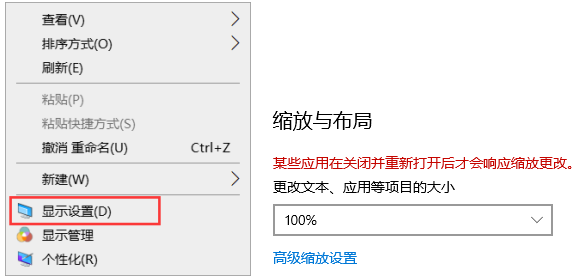 查看(V)
排序方式(O)
刷新(E)
粘贴(P)
粘贴快捷方式(S)
撤消 重命名(U) Ctrl+Z
新建(W)
显示设置(D)
显示管理
个性化(R)
缩放与布局
某些应用在关闭并重新打开后才会响应缩放更改。
更改文本、应用等项目的大小
100%
高级缩放设置